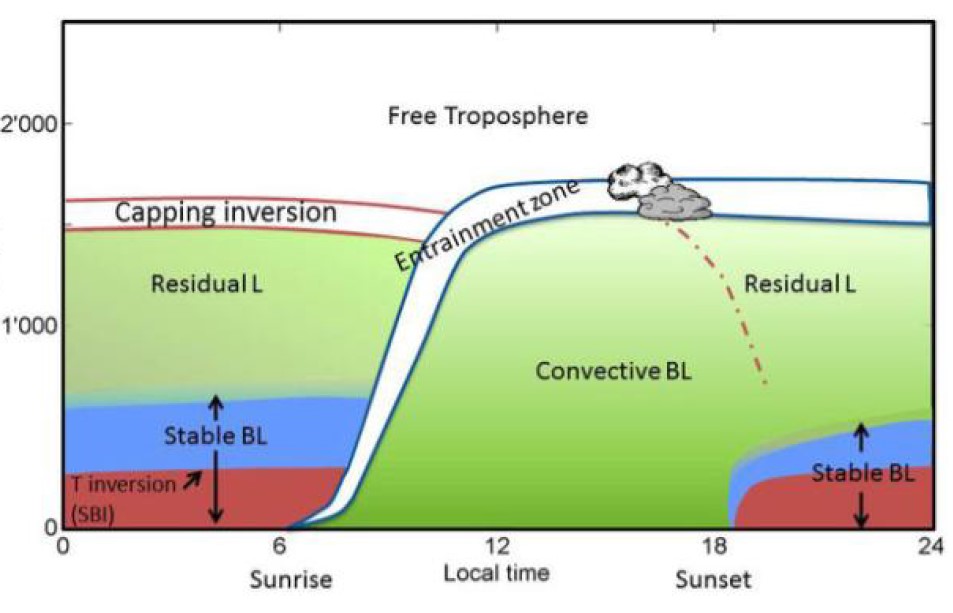 Free Troposphere
2'000
Capping inversion
Entrainment zone
Residual L
Residual L
1'000
Convective BL
Stable BL
Stable BL
T inversion
(SBI)
0
0 6 12 18 24
Sunrise Local time Sunset